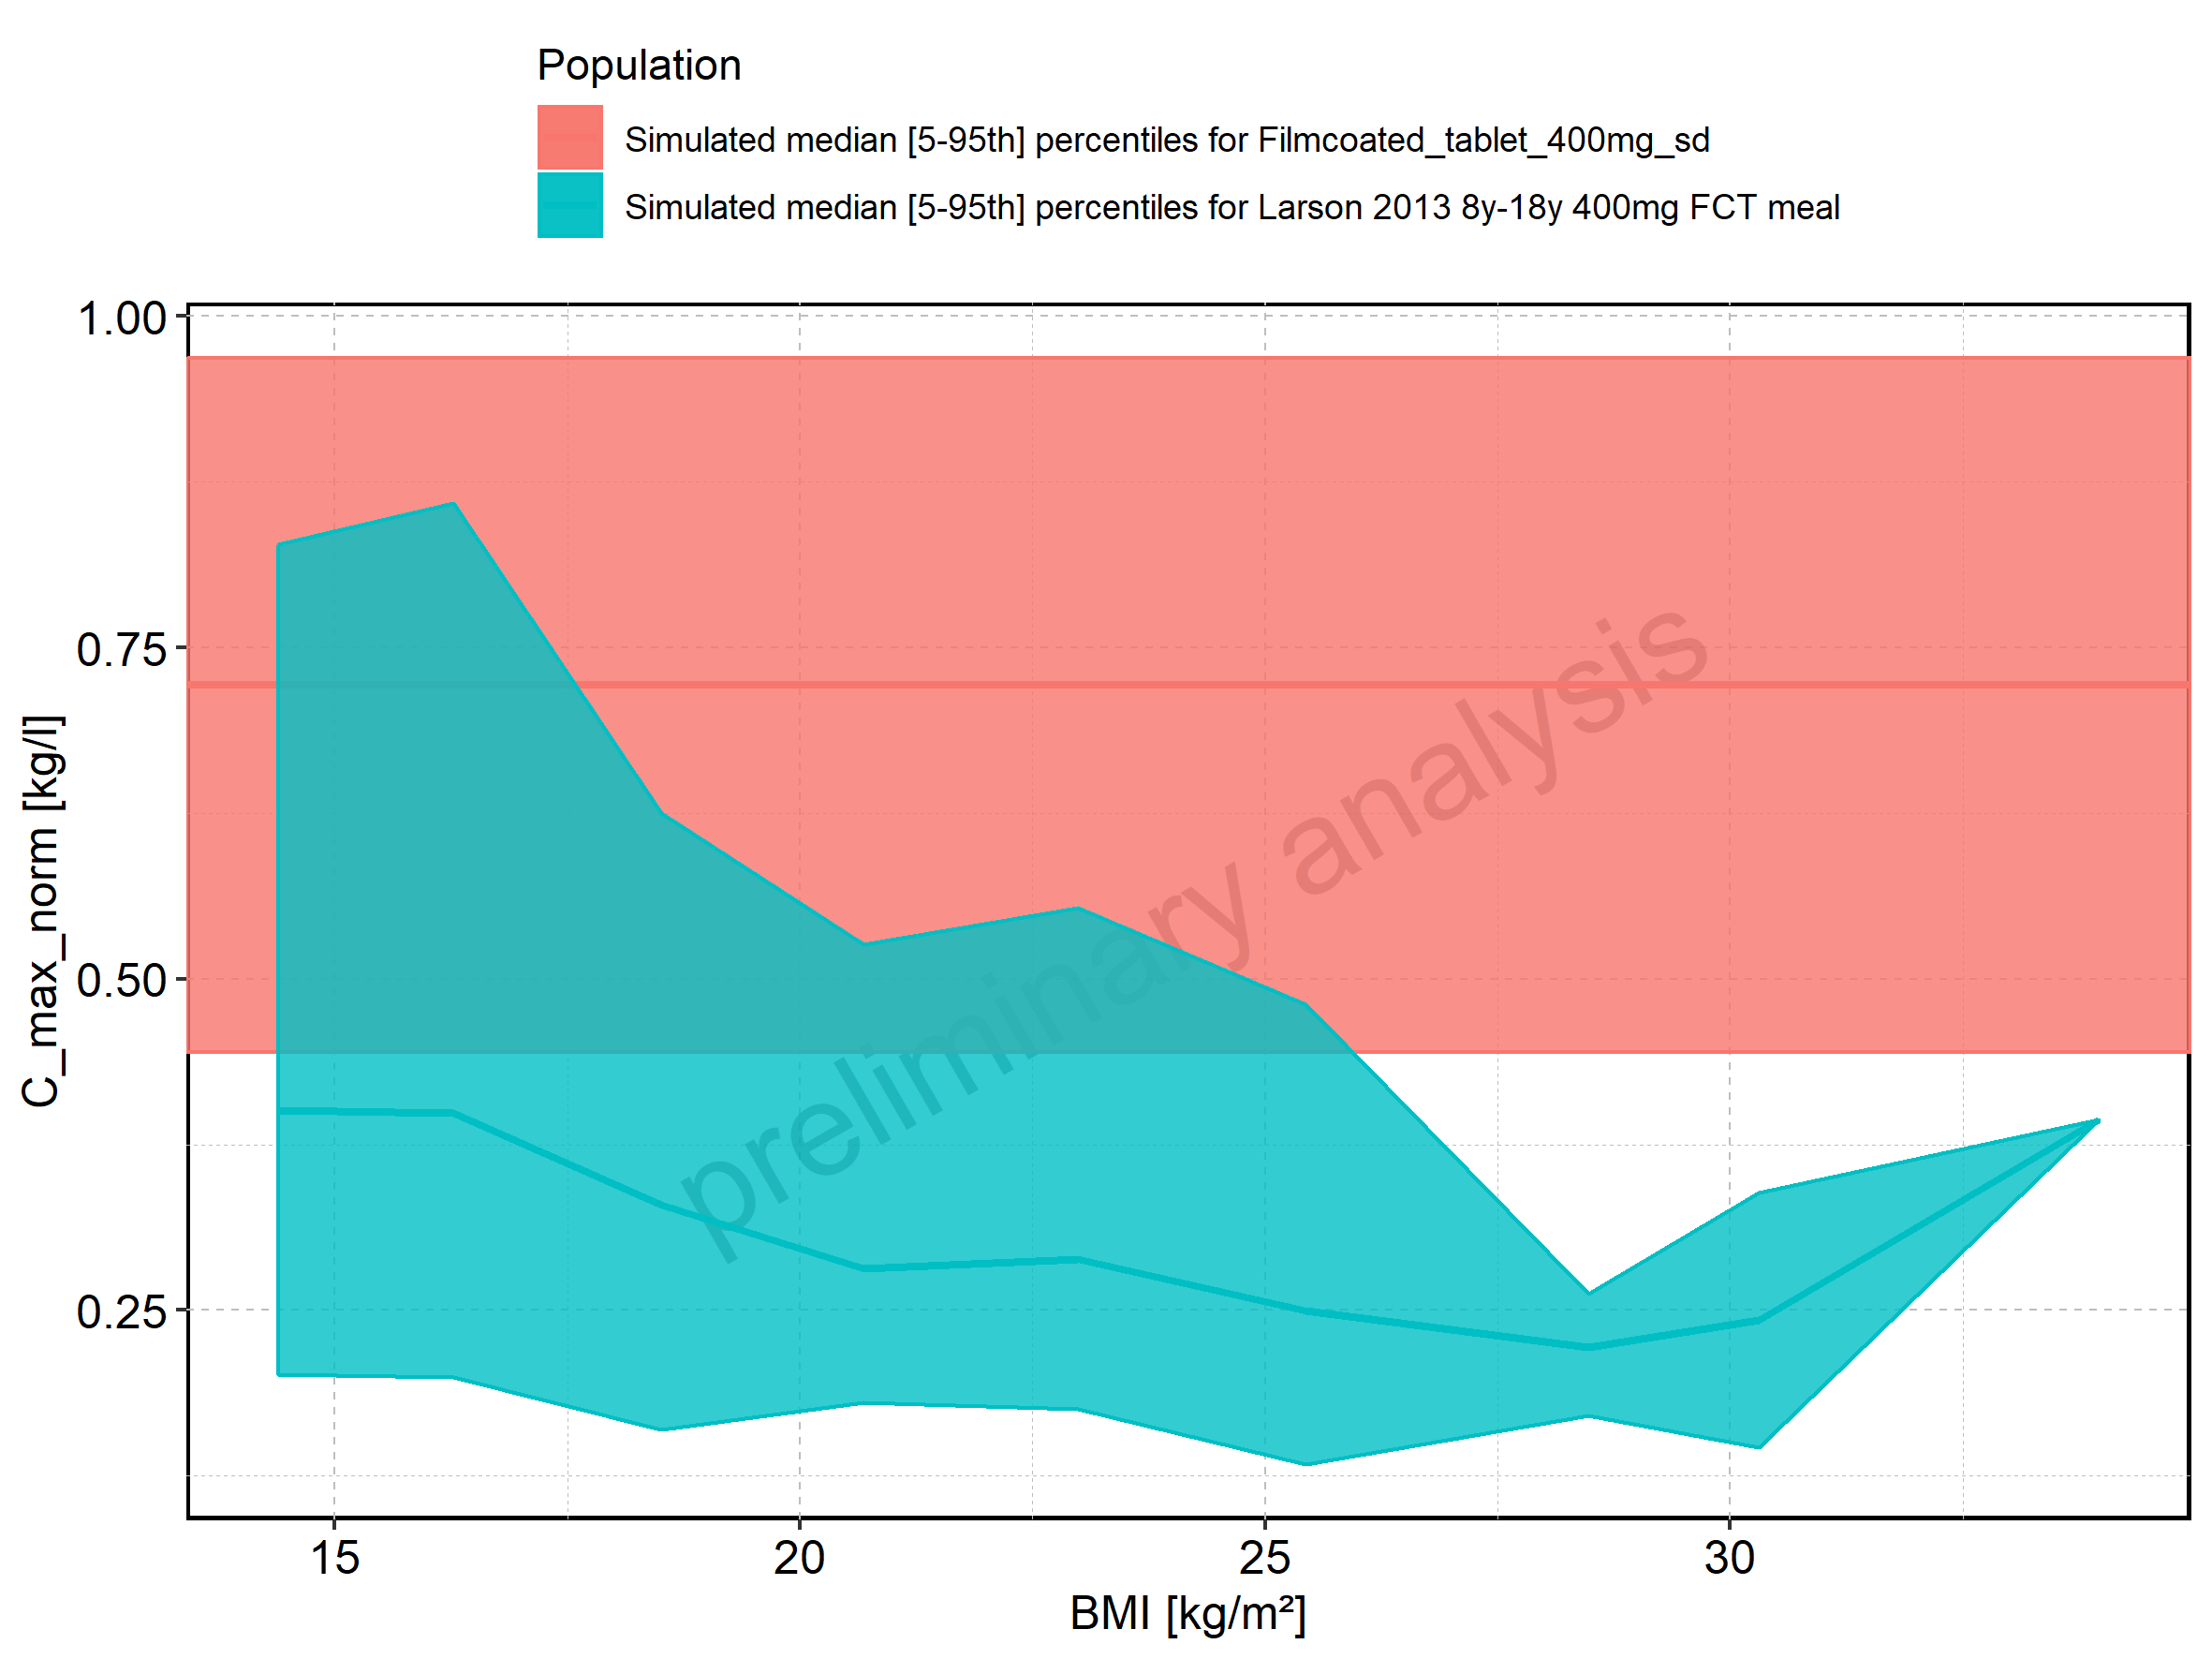 Population
Simulated median [5-95th] percentiles for Filmcoated_tablet_400mg_sd
Simulated median [5-95th] percentiles for Larson 2013 8y-18y 400mg FCT meal
1.00
0.75
0.50
0.25
C_max_norm [kg/l]
preliminary analysis
15 20 25 30
BMI [kg/m²]